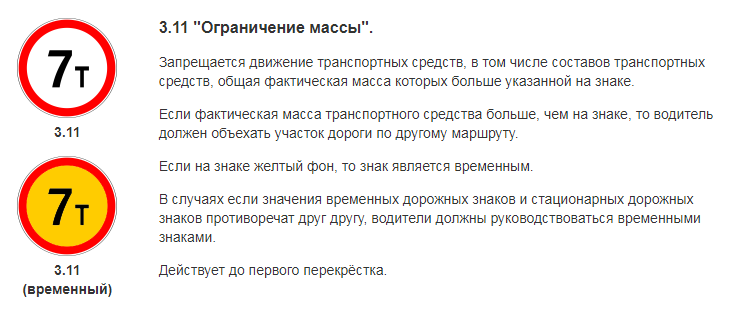 7т
3.11
7т
3.11
(временный)
3.11 "Ограничение массы".
Запрещается движение транспортных средств, в том числе составов транспортных
средств, общая фактическая масса которых больше указанной на знаке.
Если фактическая масса транспортного средства больше, чем на знаке, то водитель
должен объехать участок дороги по другому маршруту.
Если на знаке желтый фон, то знак является временным.
В случаях если значения временных дорожных знаков и стационарных дорожных
знаков противоречат друг другу, водители должны руководствоваться временными
знаками.
Действует до первого перекрёстка.